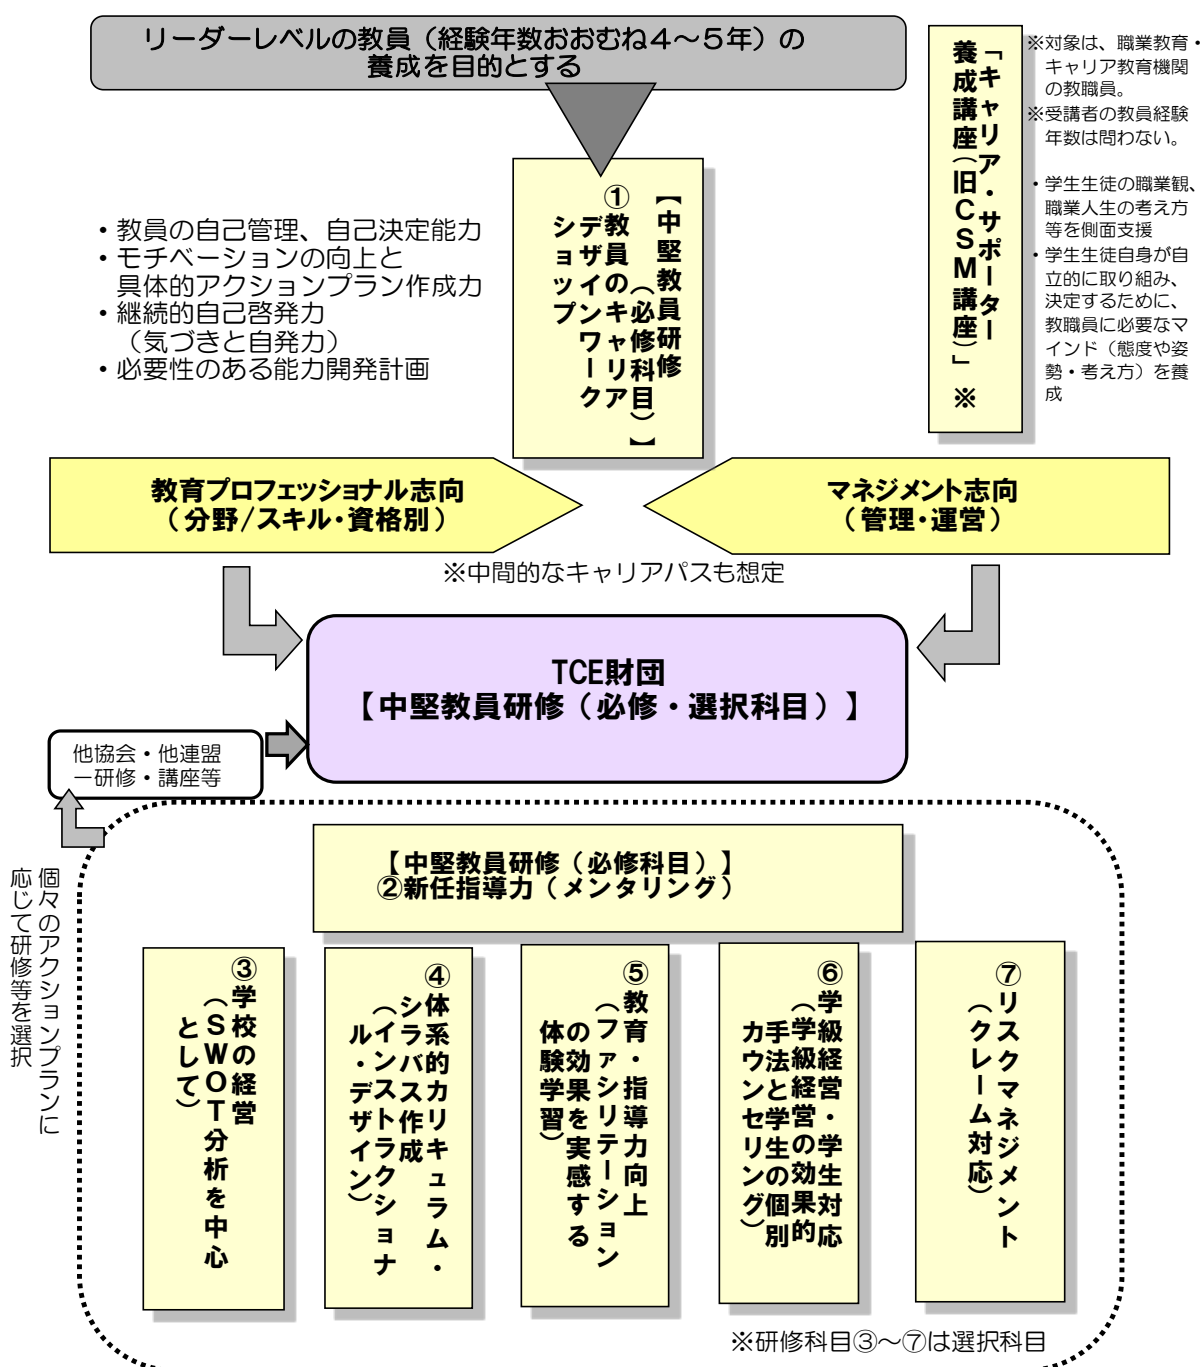 リーダーレベルの教員（経験年数おおむね４～５年）の
養成を目的とする
「キャリア・サポーター
養成講座（旧ＣＳＭ講座）」※
※対象は、職業教育・
キャリア教育機関
の教職員。
※受講者の教員経験
年数は問わない。
・学生生徒の職業観、
職業人生の考え方
等を側面支援
・学生生徒自身が自
立的に取り組み、
決定するために、
教職員に必要なマ
インド（態度や姿
勢・考え方）を養
成
【中堅教員研修
（必修科目）】
①教員のキャリア
デザインワーク
ショップ
・教員の自己管理、自己決定能力
・モチベーションの向上と
具体的アクションプラン作成力
・継続的自己啓発力
（気づきと自発力）
・必要性のある能力開発計画
教育プロフェッショナル志向
（分野/スキル・資格別）
マネジメント志向
（管理・運営）
※中間的なキャリアパスも想定
TCE財団
【中堅教員研修（必修・選択科目）】
他協会・他連盟
－研修・講座等
個々のアクションプランに
応じて研修等を選択
【中堅教員研修（必修科目）】
②新任指導力（メンタリング）
③学校の経営
（ＳＷＯＴ分析を中心
として）
④体系的カリキュラム・
シラバス作成
（インストラクショナ
ル・デザイン）
⑤教育・指導力向上
（ファシリテーション
の効果を実感する
体験学習）
⑥学級経営・学生対応
（学級経営の効果的
手法と学生の個別
カウンセリング）
⑦リスクマネジメント
（クレーム対応）
※研修科目③～⑦は選択科目